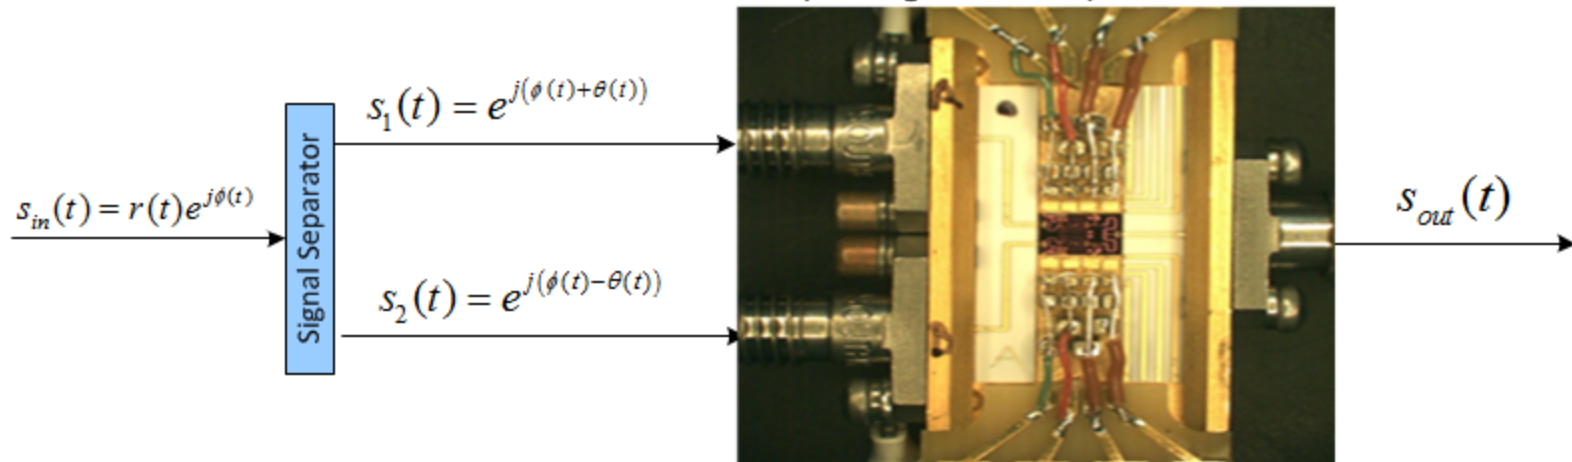 s_in(t) = r(t)e^{jϕ(t)}
Signal Separator
s_1(t) = e^{j(ϕ(t)+θ(t))}
s_2(t) = e^{j(ϕ(t)−θ(t))}
s_out(t)